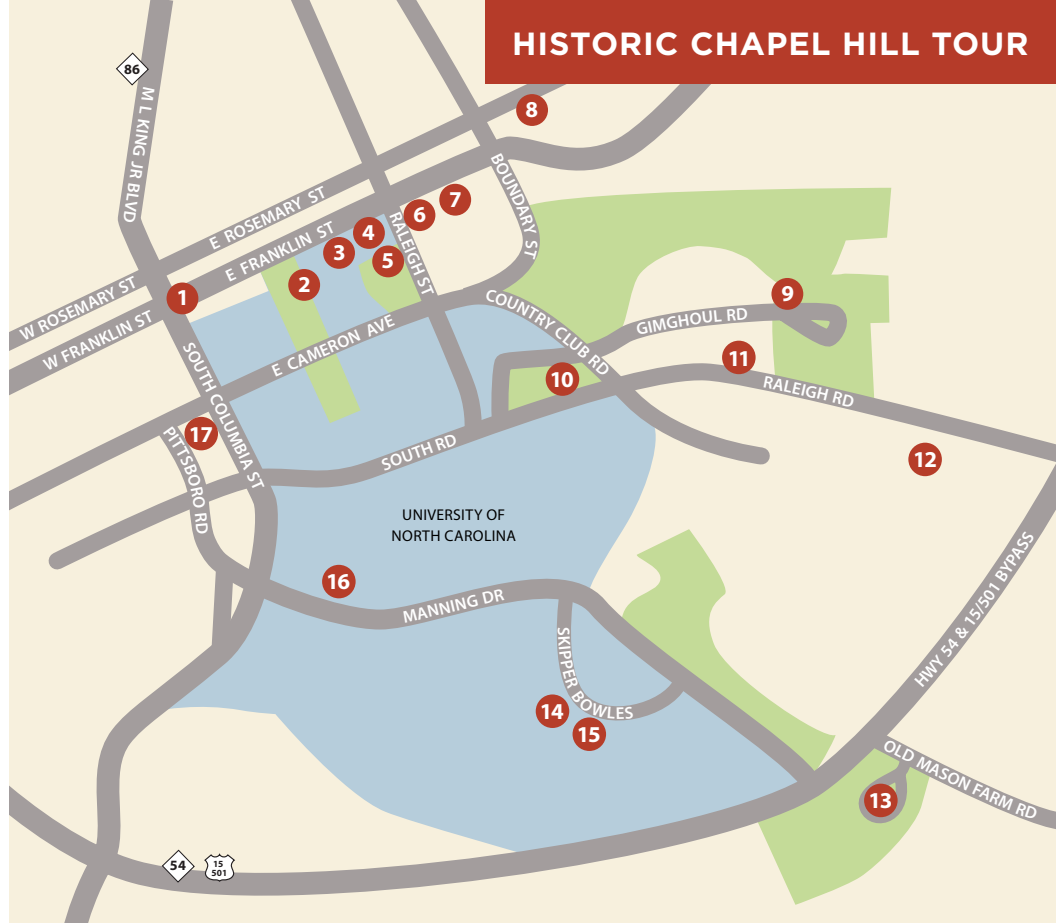 HISTORIC CHAPEL HILL TOUR
86
M L KING JR BLVD
8
BOUNDARY ST
E ROSEMARY ST
7
6
E FRANKLIN ST
4
RALEIGH ST
3
5
2
W ROSEMARY ST
1
W FRANKLIN ST
9
COUNTRY CLUB RD
GIMGHOUL RD
E CAMERON AVE
SOUTH COLUMBIA ST
11
10
RALEIGH RD
17
PITTSBORO RD
SOUTH RD
12
UNIVERSITY OF
NORTH CAROLINA
16
MANNING DR
HWY 54 & 15/501 BYPASS
SKIPPER BOWLES
14
15
OLD MASON FARM RD
13
54
15
501